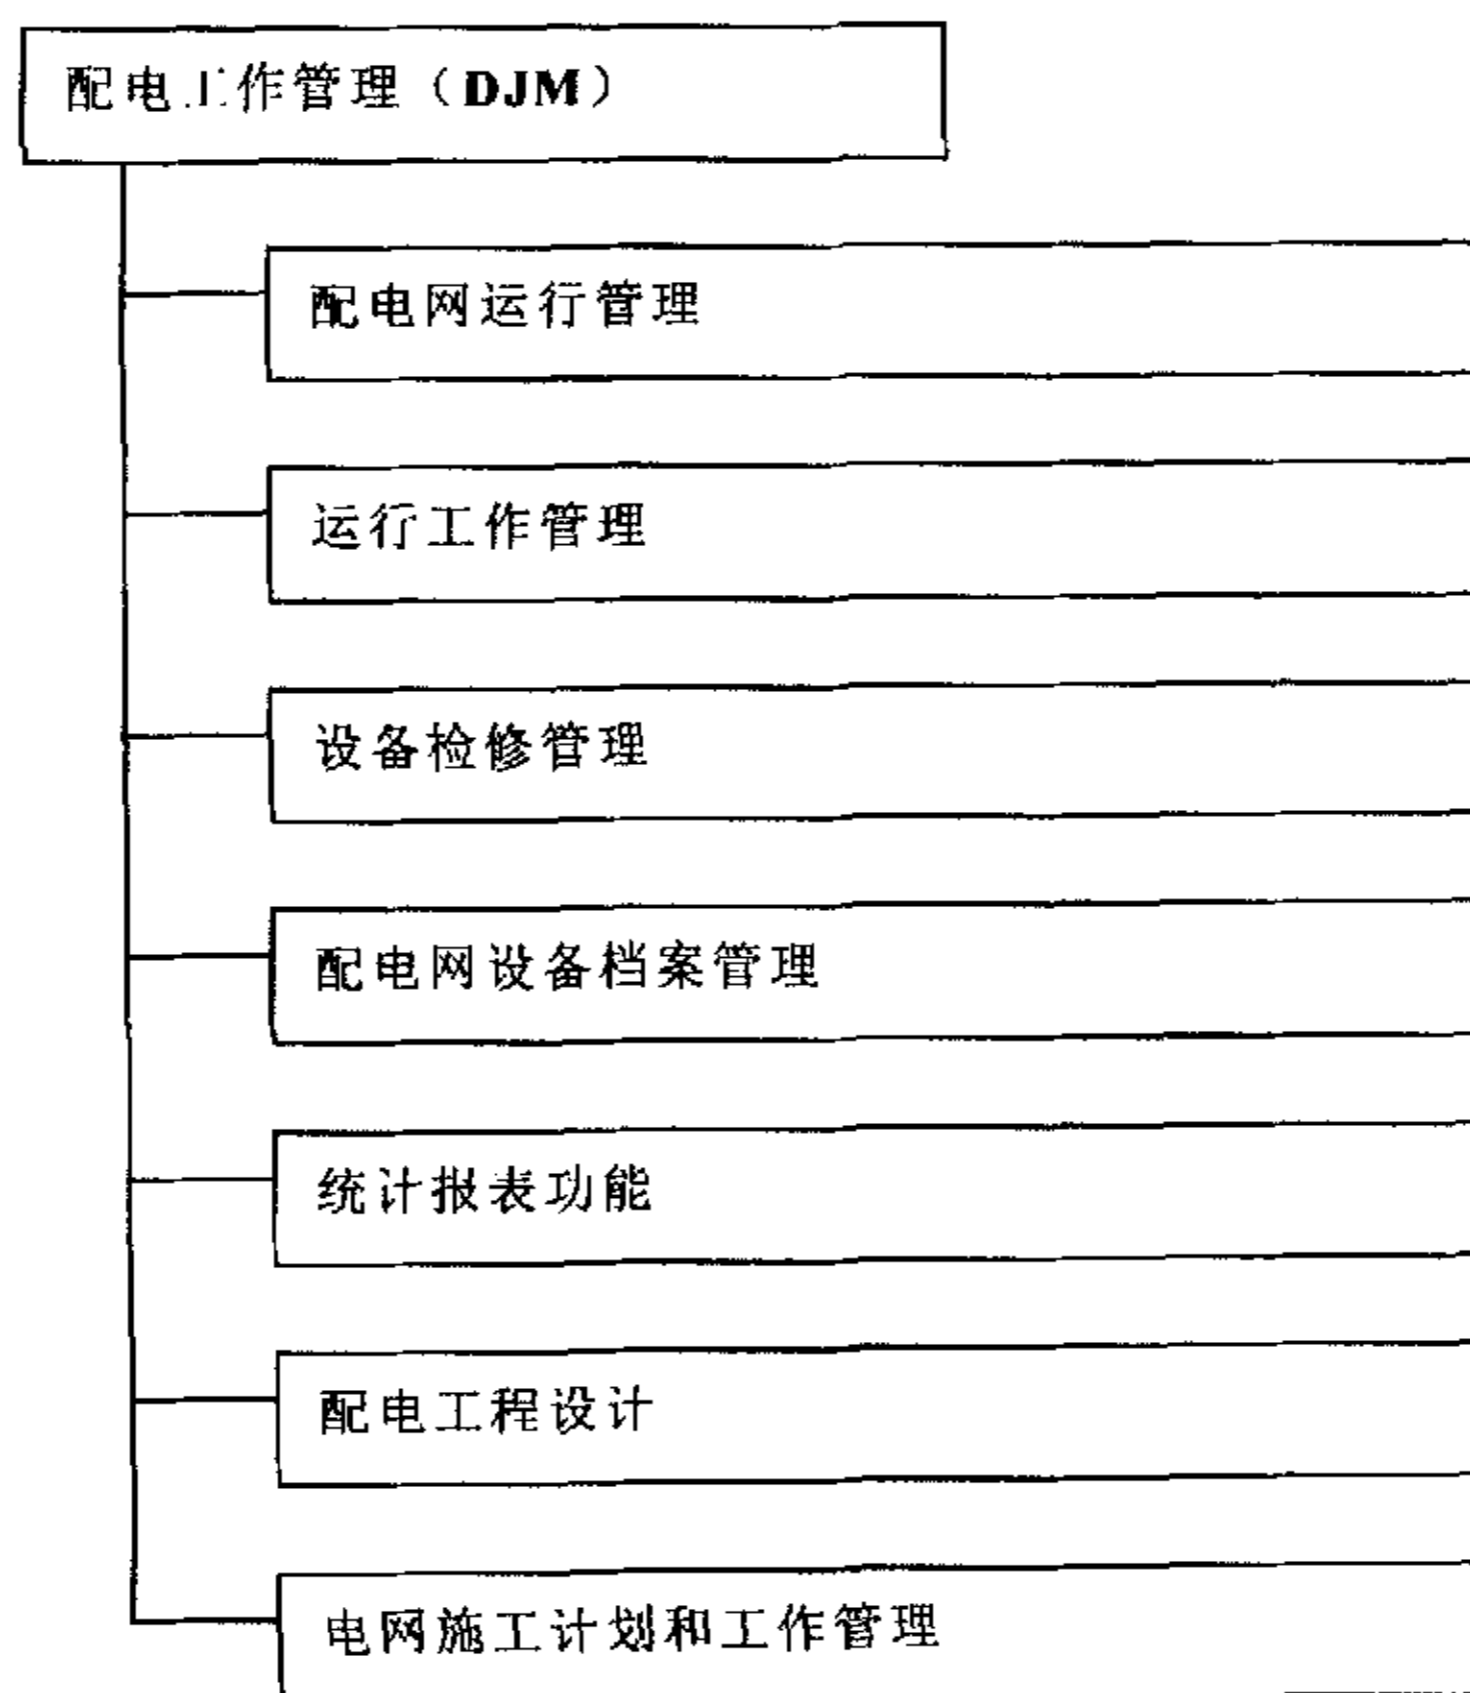 配电工作管理（DJM）
配电网运行管理
运行工作管理
设备检修管理
配电网设备档案管理
统计报表功能
配电工程设计
电网施工计划和工作管理